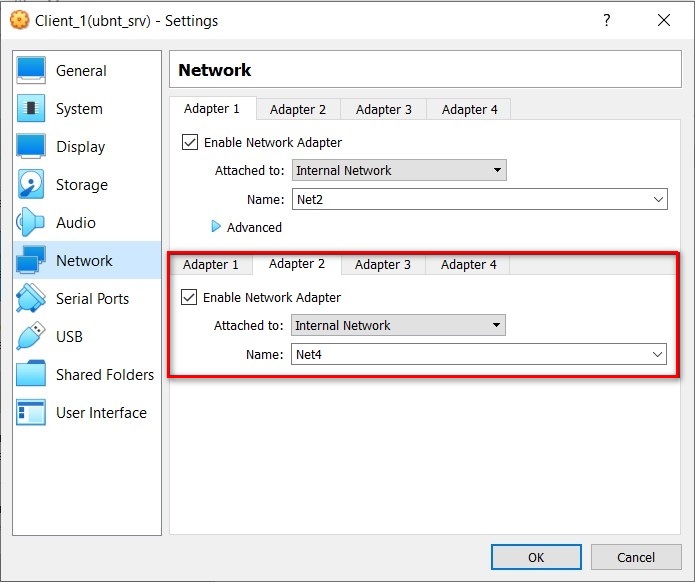 Client_1(ubnt_srv) - Settings ?
General
System
Display
Storage
Audio
Network
Serial Ports
USB
Shared Folders
User Interface
Network
Adapter 1 Adapter 2 Adapter 3 Adapter 4
Enable Network Adapter
Attached to: Internal Network
Name: Net2
Advanced
Adapter 1 Adapter 2 Adapter 3 Adapter 4
Enable Network Adapter
Attached to: Internal Network
Name: Net4
OK Cancel